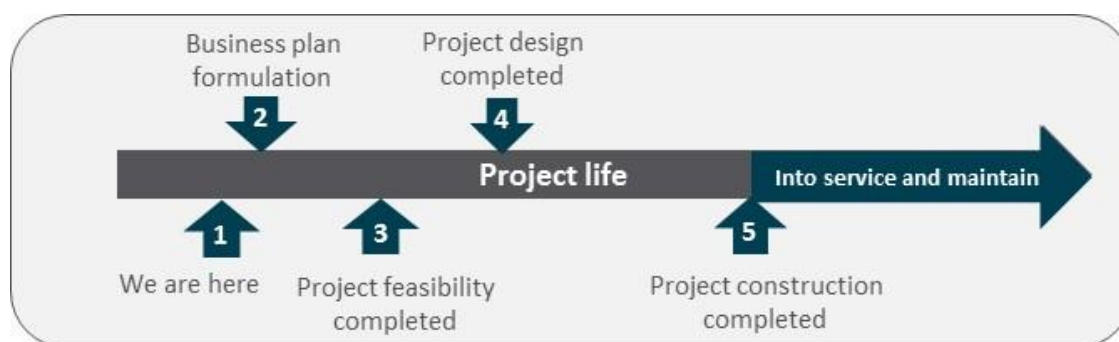 Business plan
formulation
Project design
completed
2
4
Project life
Into service and maintain
1
3
5
We are here
Project feasibility
completed
Project construction
completed